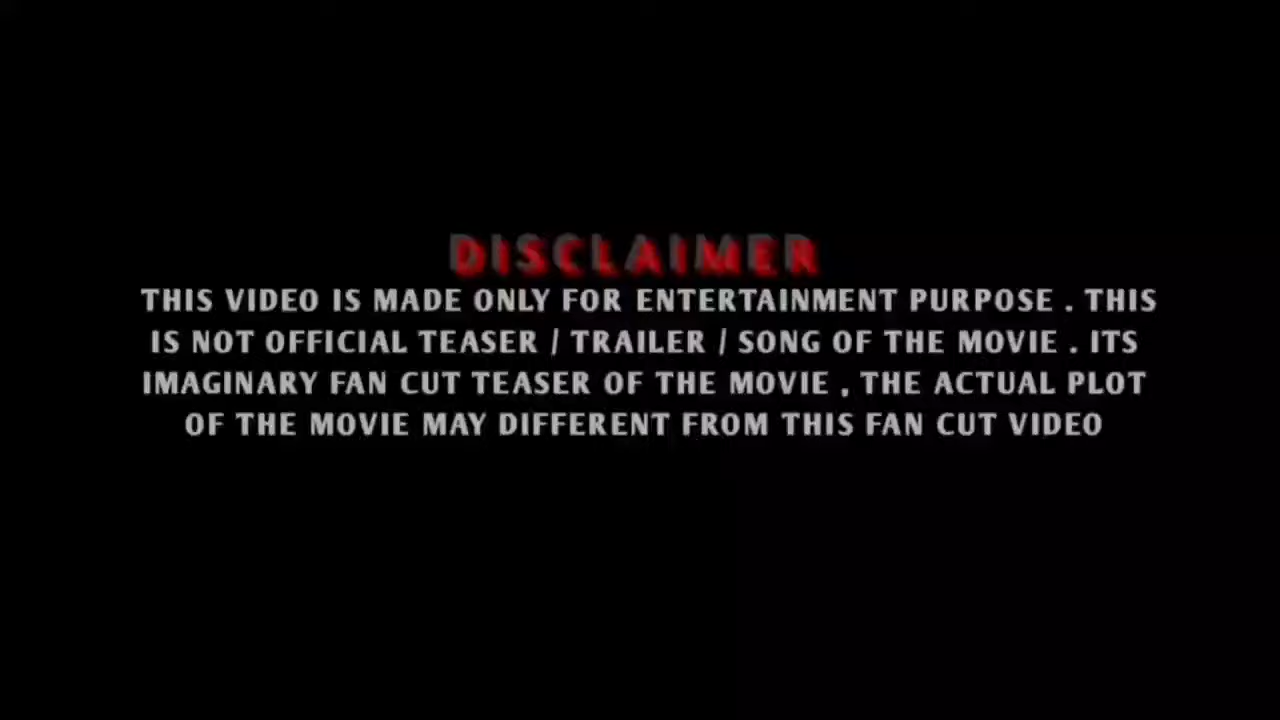 DISCLAIMER
THIS VIDEO IS MADE ONLY FOR ENTERTAINMENT PURPOSE . THIS
IS NOT OFFICIAL TEASER / TRAILER / SONG OF THE MOVIE . ITS
IMAGINARY FAN CUT TEASER OF THE MOVIE , THE ACTUAL PLOT
OF THE MOVIE MAY DIFFERENT FROM THIS FAN CUT VIDEO